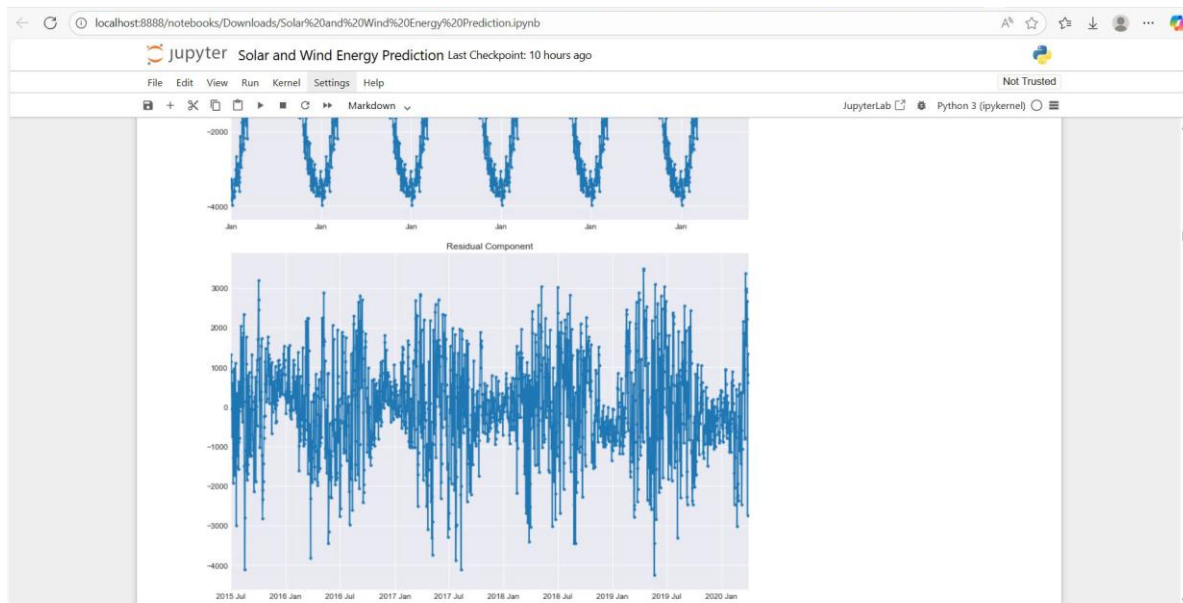 localhost:8888/notebooks/Downloads/Solar%20and%20Wind%20Energy%20Prediction.ipynb
jupyter Solar and Wind Energy Prediction Last Checkpoint: 10 hours ago
File Edit View Run Kernel Settings Help Not Trusted
Markdown JupyterLab Python 3 (ipykernel)
−2000
−4000
Jan Jan Jan Jan Jan Jan
Residual Component
3000
2000
1000
0
−1000
−2000
−3000
−4000
2015 Jul 2016 Jan 2016 Jul 2017 Jan 2017 Jul 2018 Jan 2018 Jul 2019 Jan 2019 Jul 2020 Jan